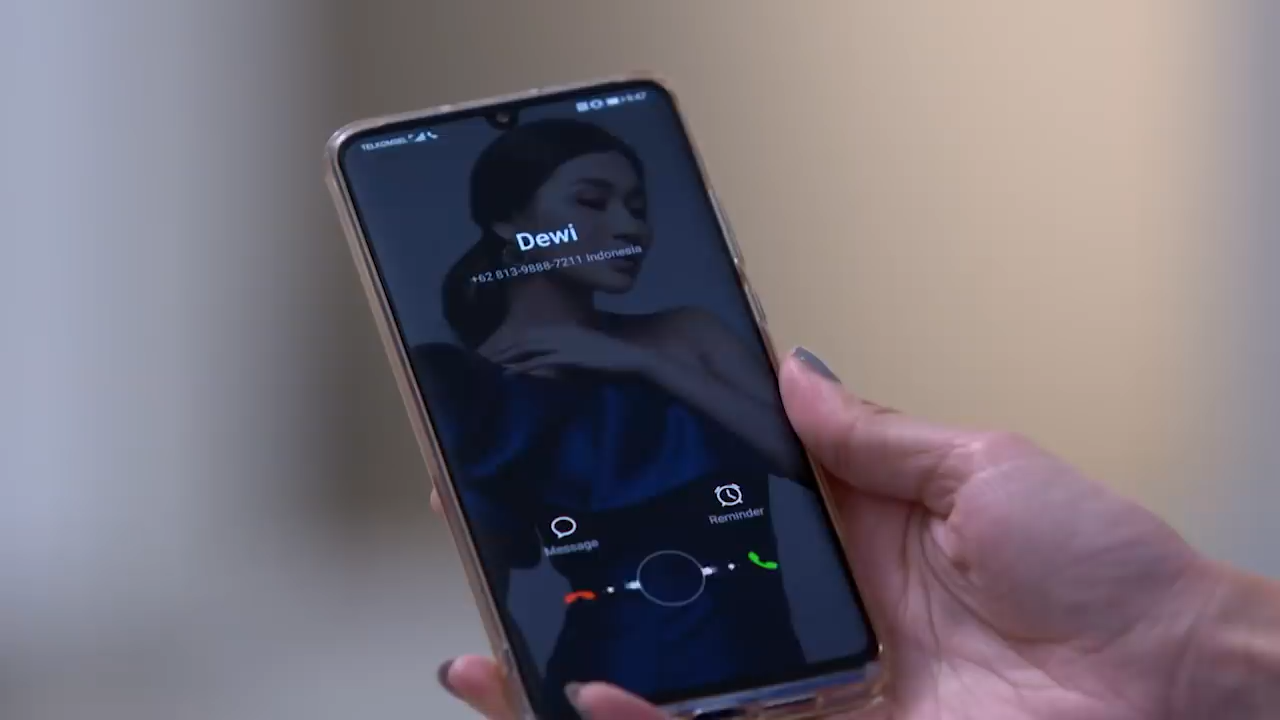 TELKOMSEL
Dewi
+62 813-9888-7211 Indonesia
Reminder
Message